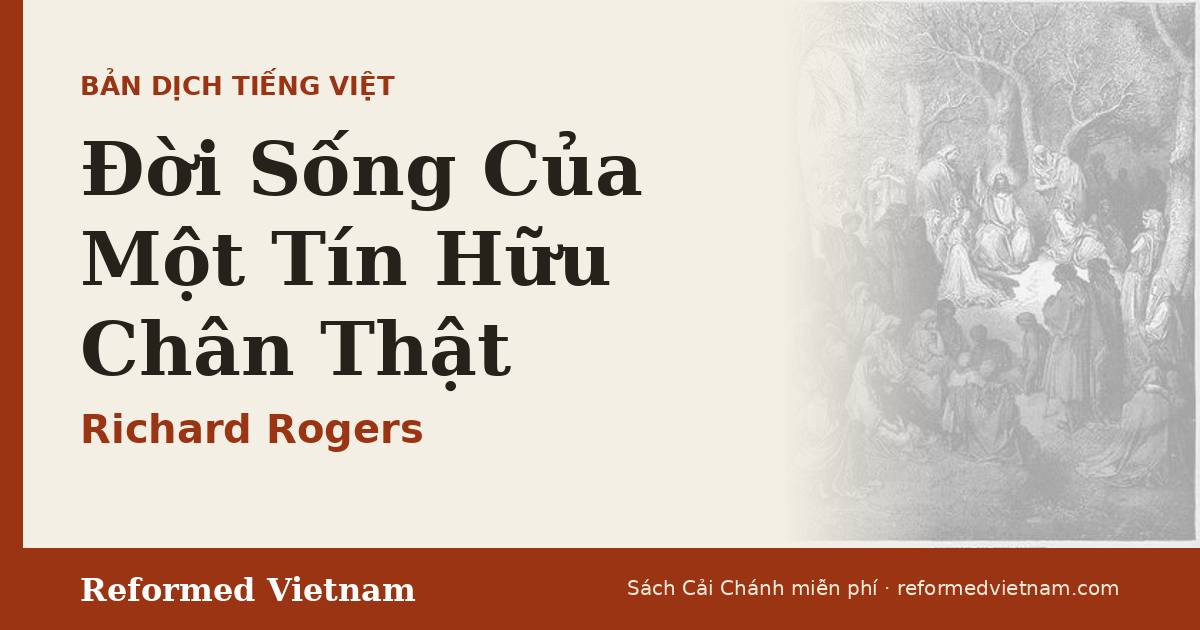 BẢN DỊCH TIẾNG VIỆT
Đời Sống Của
Một Tín Hữu
Chân Thật
Richard Rogers
Reformed Vietnam
Sách Cải Chánh miễn phí · reformedvietnam.com